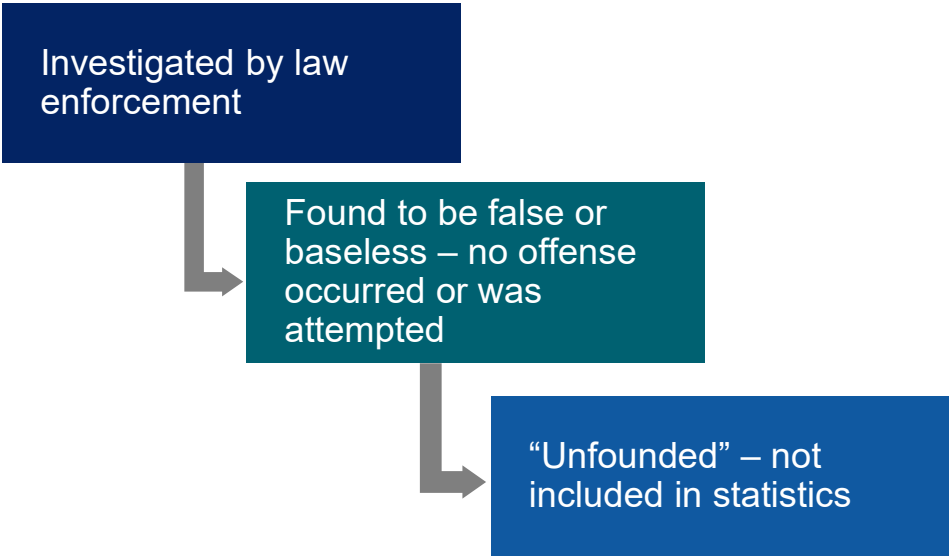 Investigated by law
enforcement
Found to be false or
baseless – no offense
occurred or was
attempted
“Unfounded” – not
included in statistics